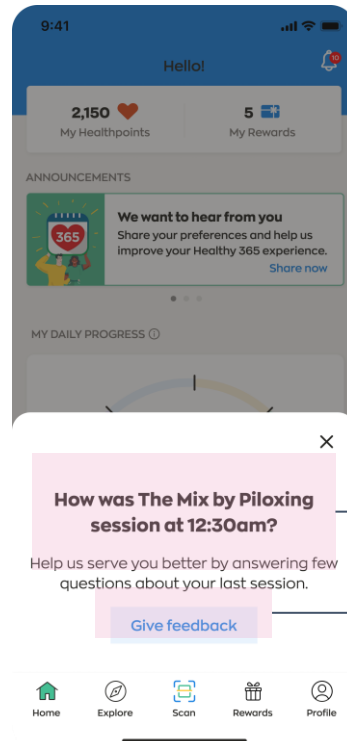 9:41
Hello!
10
2,150
5
My Healthpoints
My Rewards
ANNOUNCEMENTS
365
We want to hear from you
Share your preferences and help us
improve your Healthy 365 experience.
Share now
MY DAILY PROGRESS
How was The Mix by Piloxing
session at 12:30am?
Help us serve you better by answering few
questions about your last session.
Give feedback
Home Explore Scan Rewards Profile